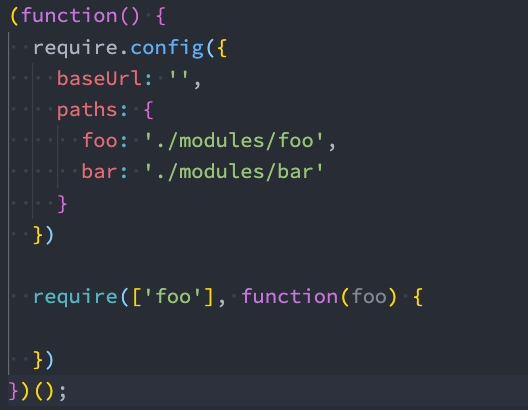 (function() {
  require.config({
    baseUrl: '',
    paths: {
      foo: './modules/foo',
      bar: './modules/bar'
    }
  })

  require(['foo'], function(foo) {

  })
})();